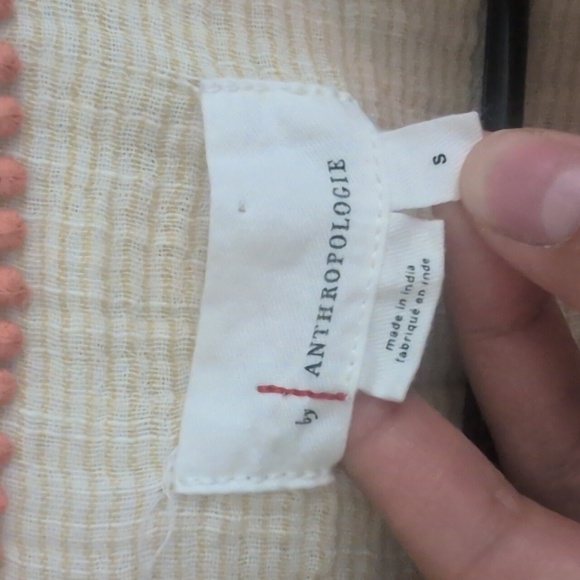 by ANTHROPOLOGIE
S
made in india
fabriqué en inde